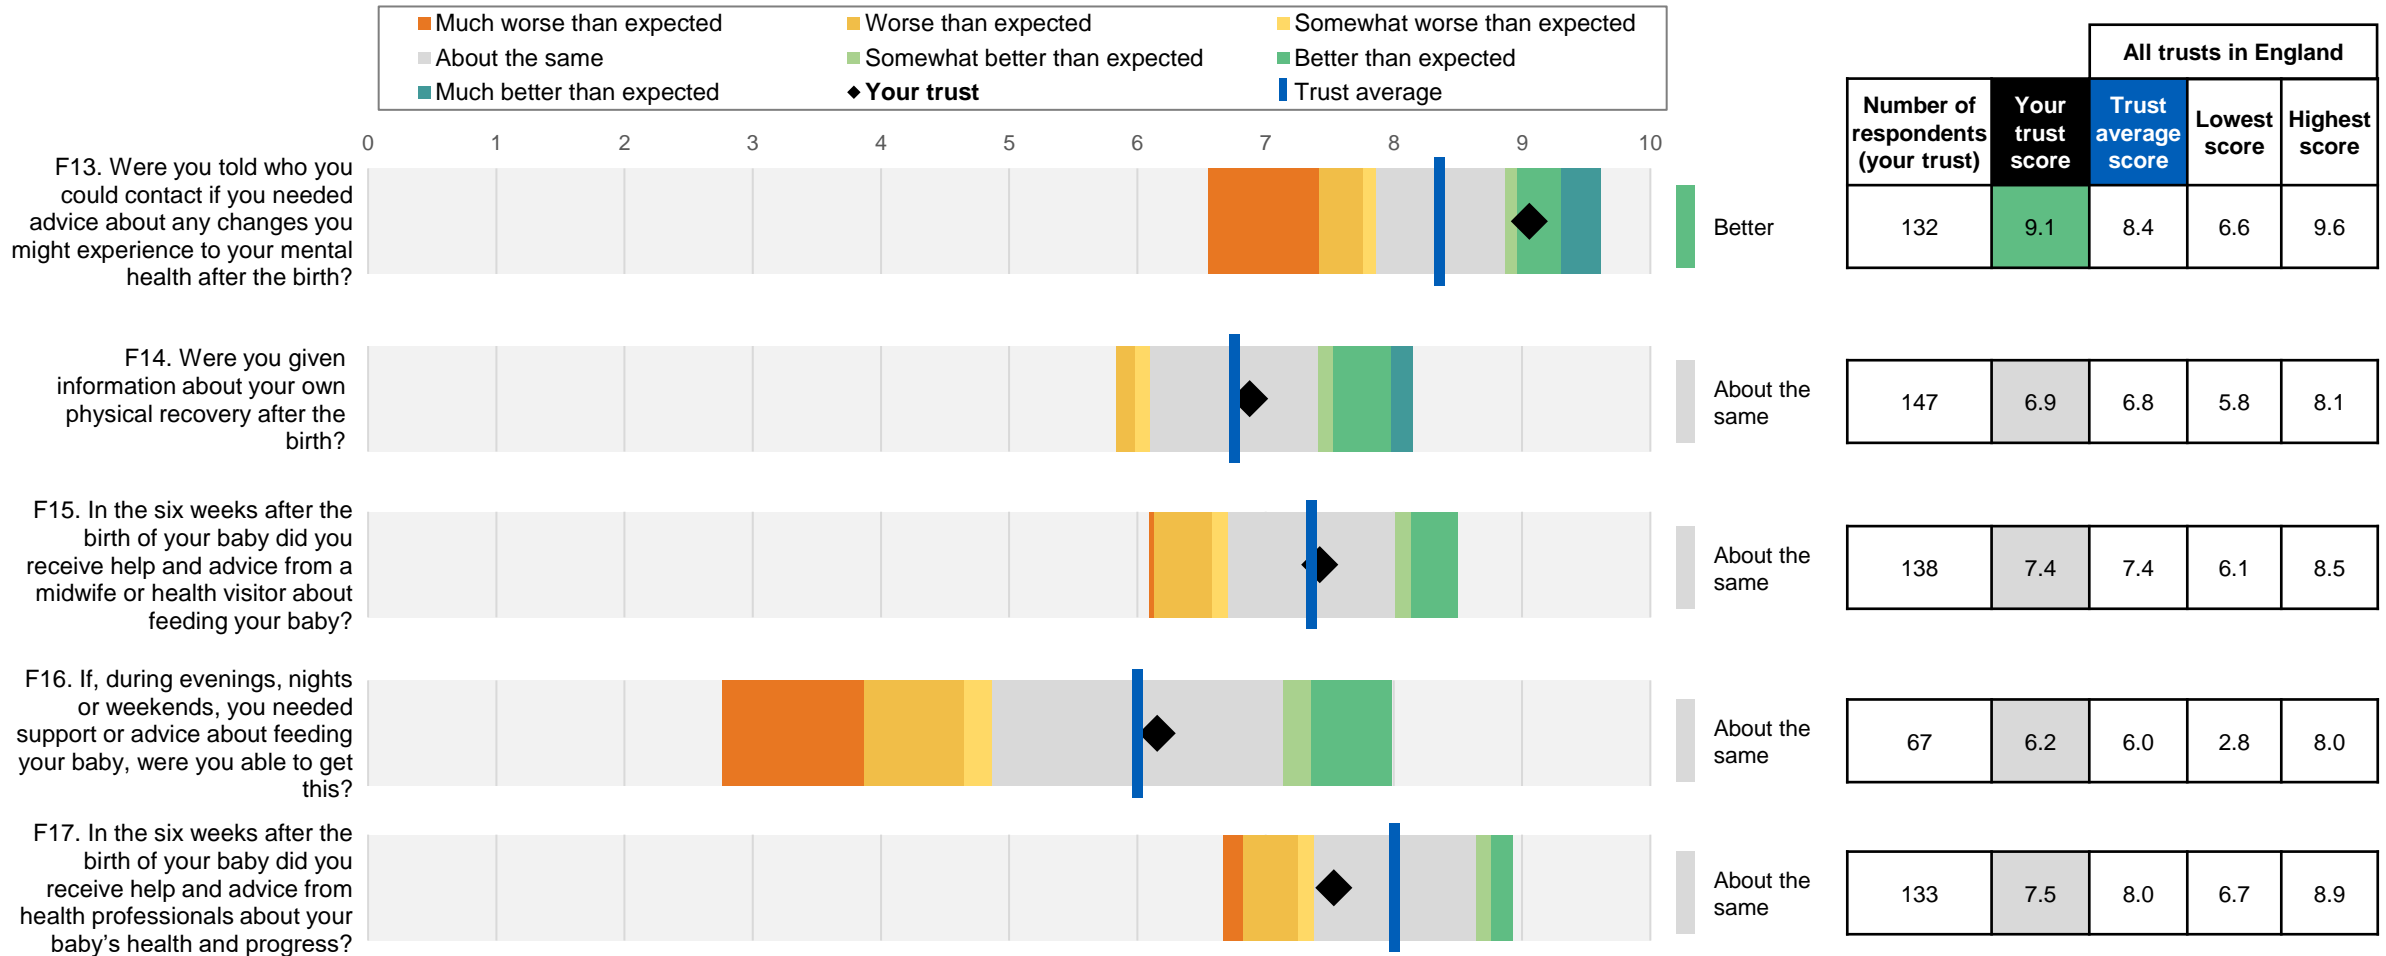 Much worse than expected
Worse than expected
Somewhat worse than expected
About the same
Somewhat better than expected
Better than expected
Much better than expected
Your trust
Trust average
All trusts in England
Number of
respondents
(your trust)
Your
trust
score
Trust
average
score
Lowest
score
Highest
score
0 1 2 3 4 5 6 7 8 9 10
F13. Were you told who you
could contact if you needed
advice about any changes you
might experience to your mental
health after the birth?
Better
132 9.1 8.4 6.6 9.6
F14. Were you given
information about your own
physical recovery after the
birth?
About the
same
147 6.9 6.8 5.8 8.1
F15. In the six weeks after the
birth of your baby did you
receive help and advice from a
midwife or health visitor about
feeding your baby?
About the
same
138 7.4 7.4 6.1 8.5
F16. If, during evenings, nights
or weekends, you needed
support or advice about feeding
your baby, were you able to get
this?
About the
same
67 6.2 6.0 2.8 8.0
F17. In the six weeks after the
birth of your baby did you
receive help and advice from
health professionals about your
baby’s health and progress?
About the
same
133 7.5 8.0 6.7 8.9